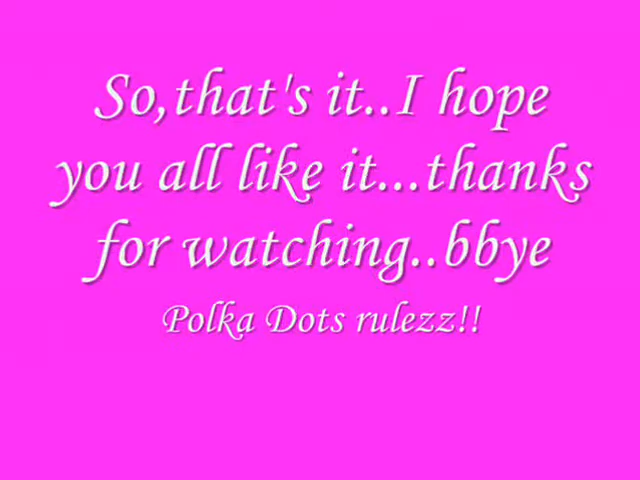 So,that's it..I hope
you all like it...thanks
for watching..bbye
Polka Dots rulezz!!